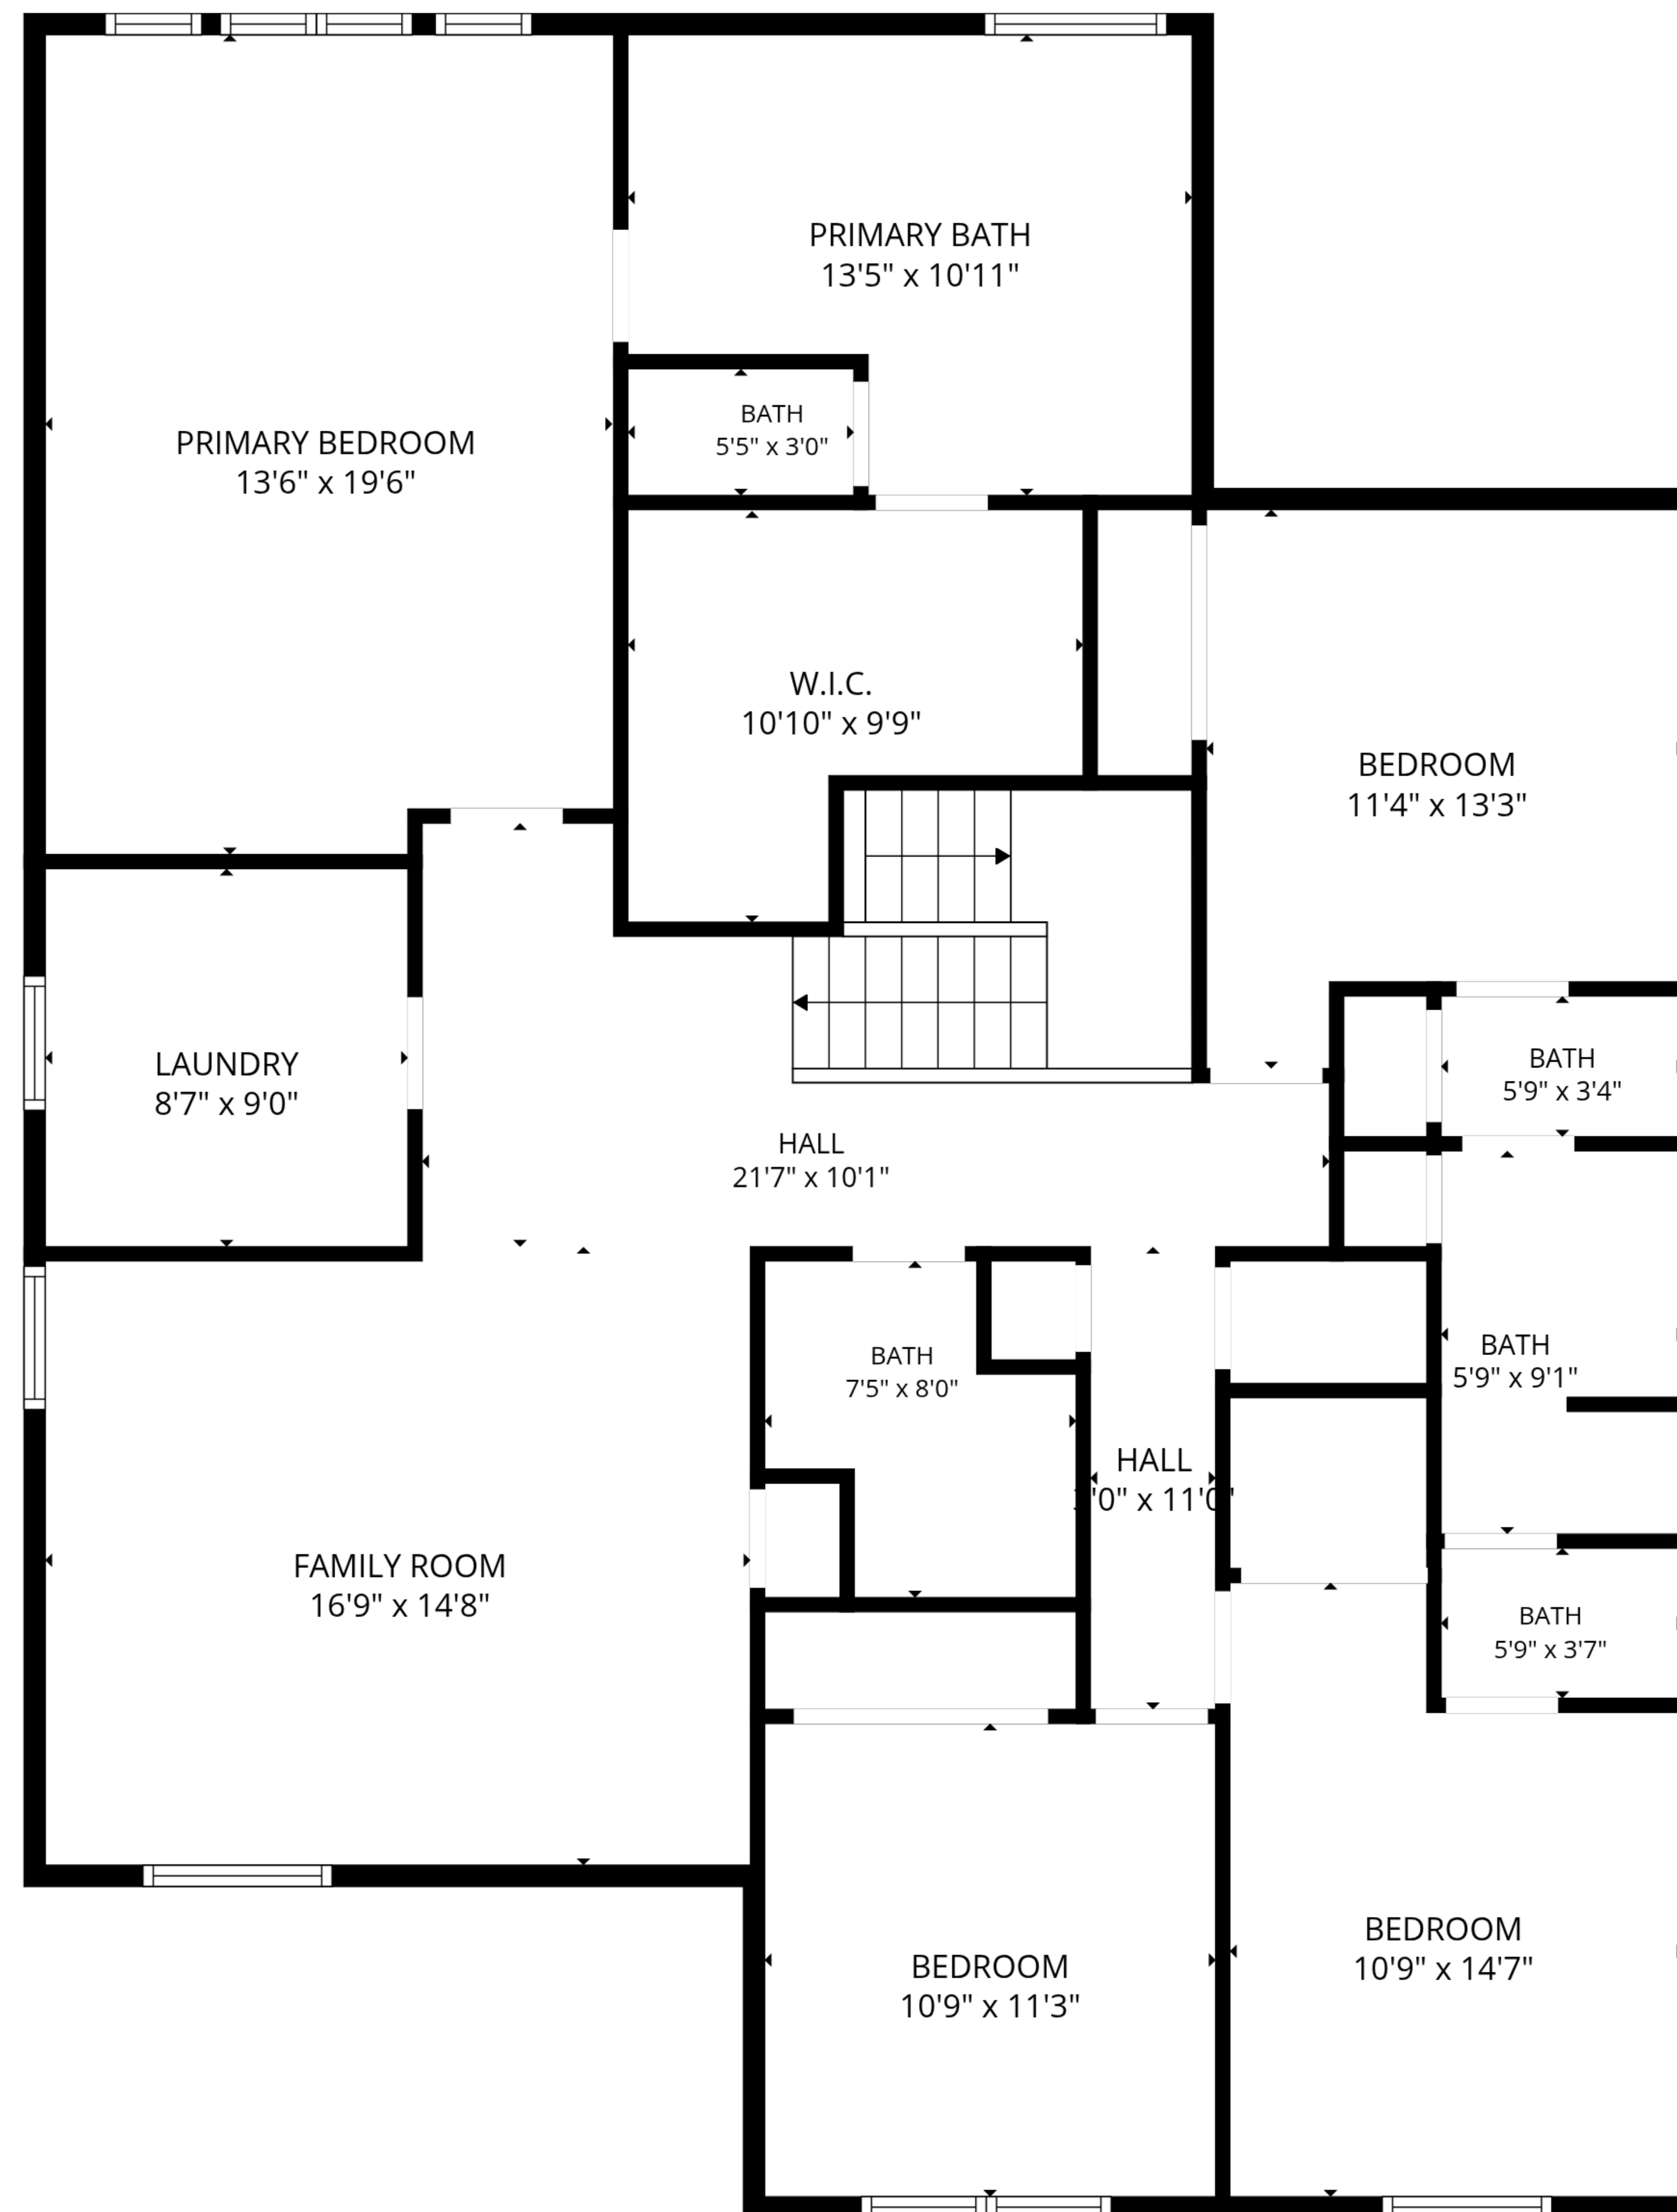 PRIMARY BATH
13'5" x 10'11"
BATH
5'5" x 3'0"
PRIMARY BEDROOM
13'6" x 19'6"
W.I.C.
10'10" x 9'9"
BEDROOM
11'4" x 13'3"
LAUNDRY
8'7" x 9'0"
BATH
5'9" x 3'4"
HALL
21'7" x 10'1"
BATH
7'5" x 8'0"
BATH
5'9" x 9'1"
HALL
x 11'0"
FAMILY ROOM
16'9" x 14'8"
BATH
5'9" x 3'7"
BEDROOM
10'9" x 11'3"
BEDROOM
10'9" x 14'7"